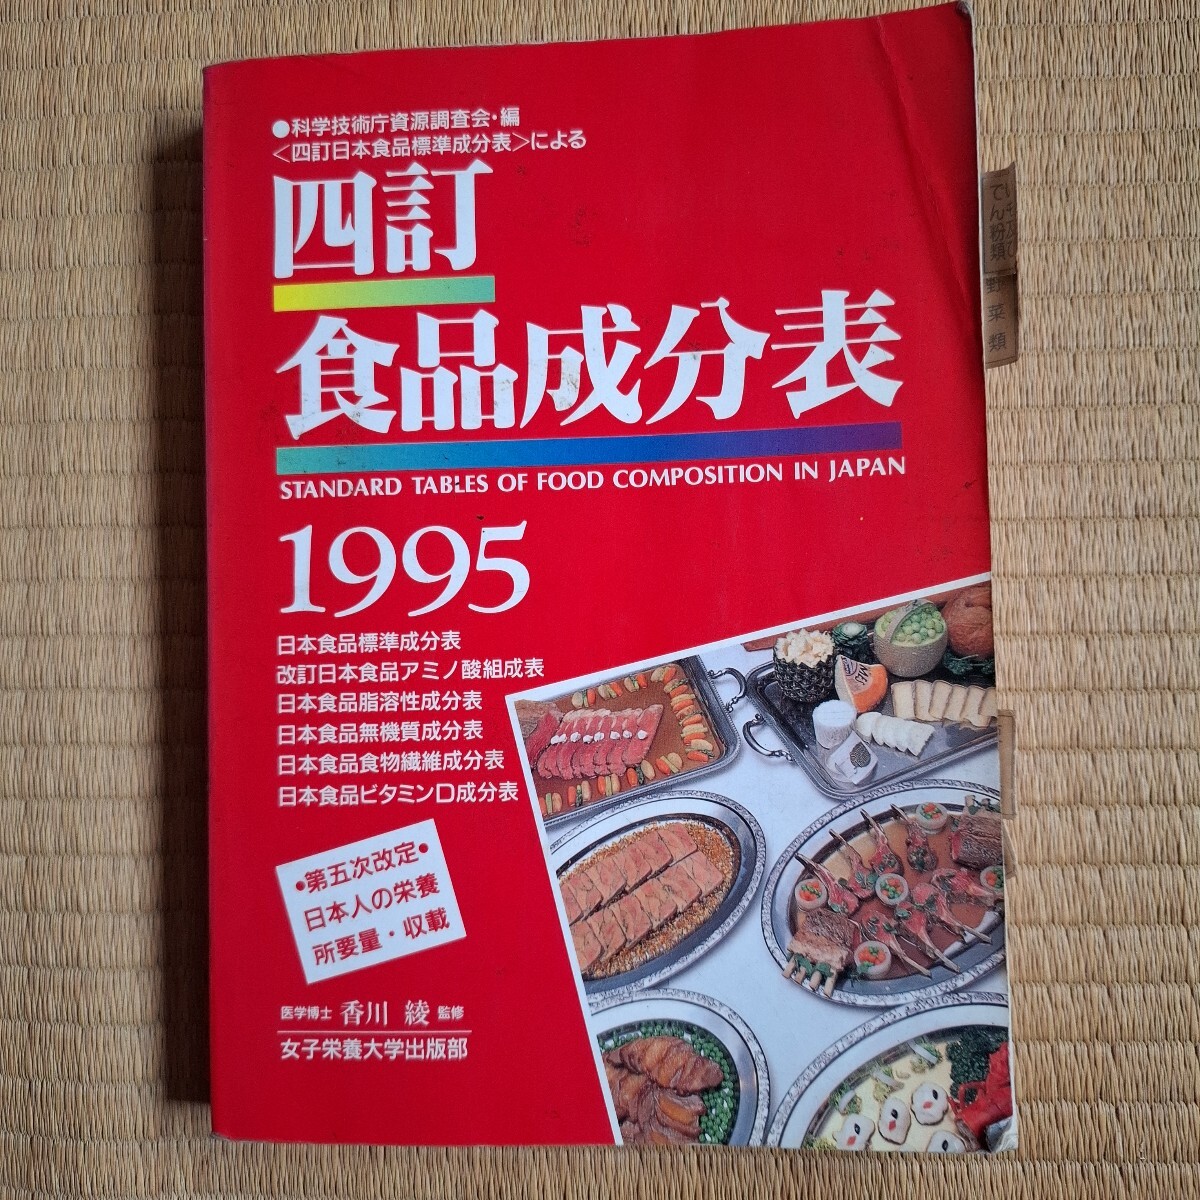 ●科学技術庁資源調査会・編
〈四訂日本食品標準成分表〉による
四訂
食品成分表
STANDARD TABLES OF FOOD COMPOSITION IN JAPAN
1995
日本食品標準成分表
改訂日本食品アミノ酸組成表
日本食品脂溶性成分表
日本食品無機質成分表
日本食品食物繊維成分表
日本食品ビタミンD成分表
•第五次改定•
日本人の栄養
所要量・収載
医学博士 香川 綾 監修
女子栄養大学出版部
でん粉類
野菜類